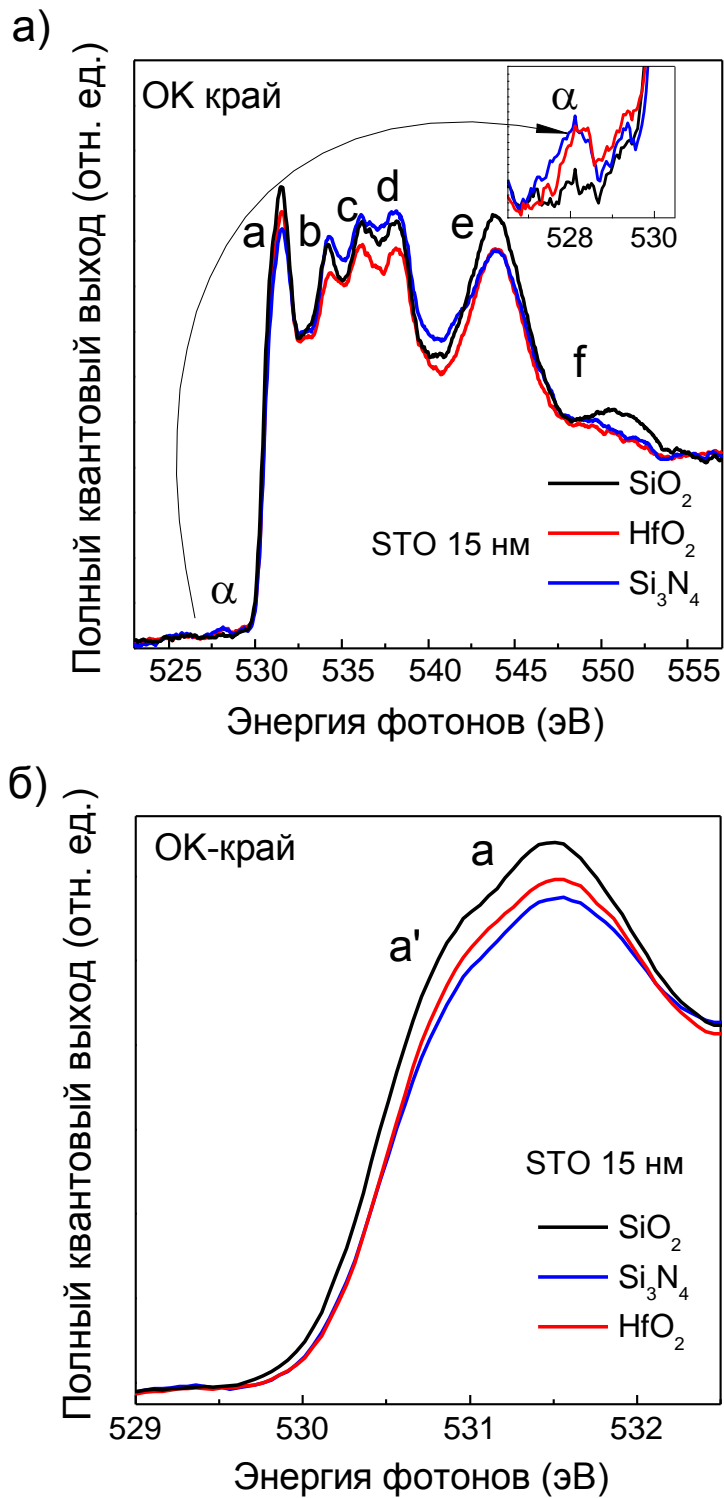 а)
Полный квантовый выход (отн. ед.)
OK край
α
528 530
a b c d e f
α
STO 15 нм
SiO₂
HfO₂
Si₃N₄
525 530 535 540 545 550 555
Энергия фотонов (эВ)
б)
Полный квантовый выход (отн. ед.)
OK-край
a
a'
STO 15 нм
SiO₂
Si₃N₄
HfO₂
529 530 531 532
Энергия фотонов (эВ)